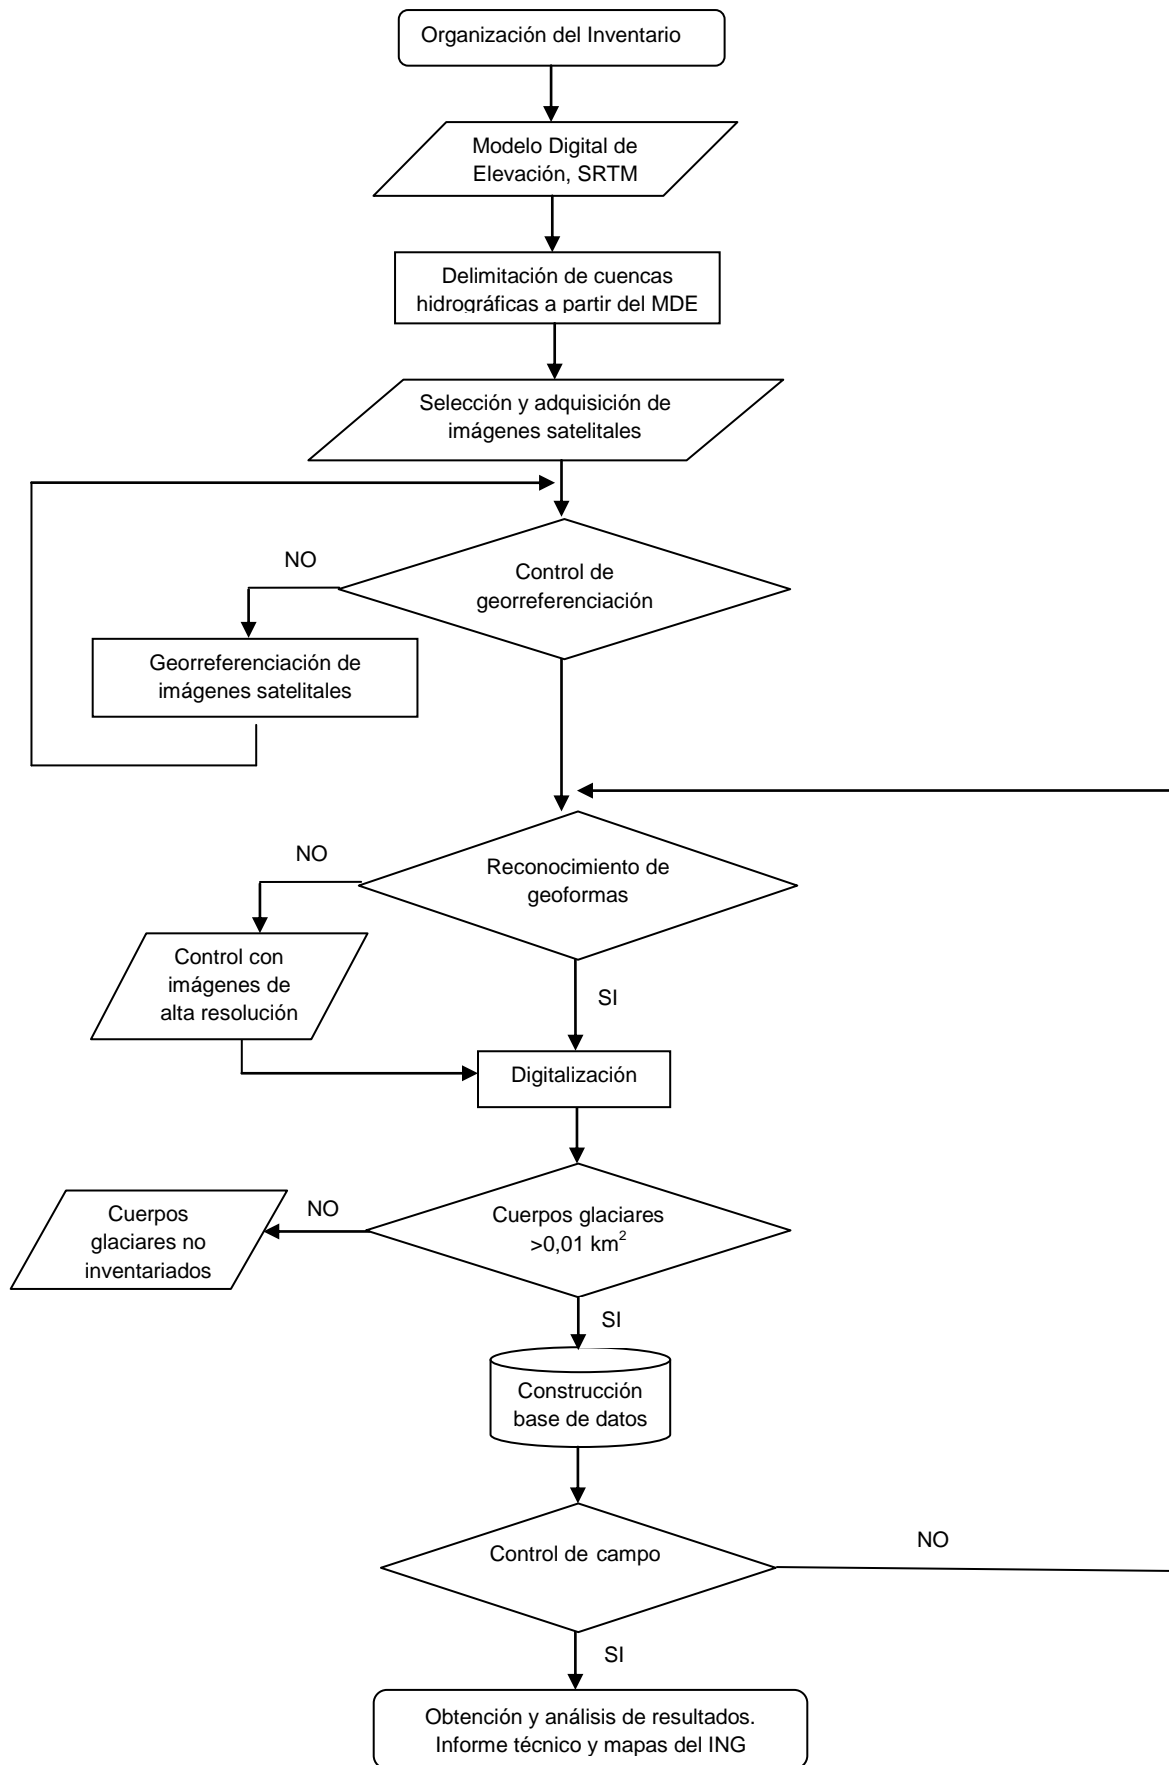 Organización del Inventario
Modelo Digital de
Elevación, SRTM
Delimitación de cuencas
hidrográficas a partir del MDE
Selección y adquisición de
imágenes satelitales
NO
Control de
georreferenciación
Georreferenciación de
imágenes satelitales
NO
Reconocimiento de
geoformas
Control con
imágenes de
alta resolución
SI
Digitalización
NO
Cuerpos
glaciares no
inventariados
Cuerpos glaciares
>0,01 km²
SI
Construcción
base de datos
Control de campo
NO
SI
Obtención y análisis de resultados.
Informe técnico y mapas del ING